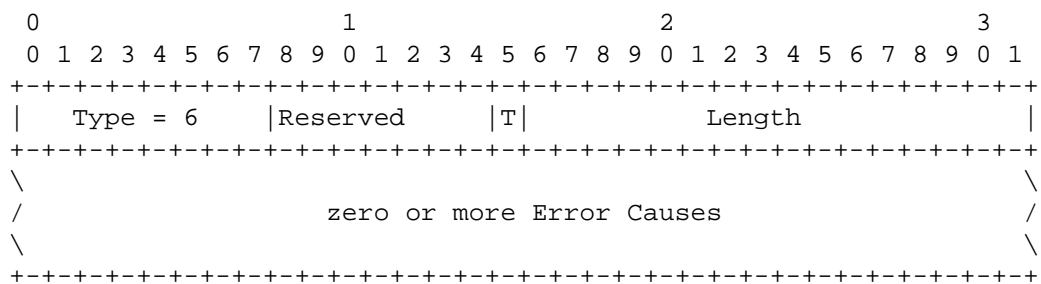 0                   1                   2                   3
 0 1 2 3 4 5 6 7 8 9 0 1 2 3 4 5 6 7 8 9 0 1 2 3 4 5 6 7 8 9 0 1
+-+-+-+-+-+-+-+-+-+-+-+-+-+-+-+-+-+-+-+-+-+-+-+-+-+-+-+-+-+-+-+-+
|   Type = 6    |Reserved     |T|           Length              |
+-+-+-+-+-+-+-+-+-+-+-+-+-+-+-+-+-+-+-+-+-+-+-+-+-+-+-+-+-+-+-+-+
\                                                               \
/                   zero or more Error Causes                   /
\                                                               \
+-+-+-+-+-+-+-+-+-+-+-+-+-+-+-+-+-+-+-+-+-+-+-+-+-+-+-+-+-+-+-+-+